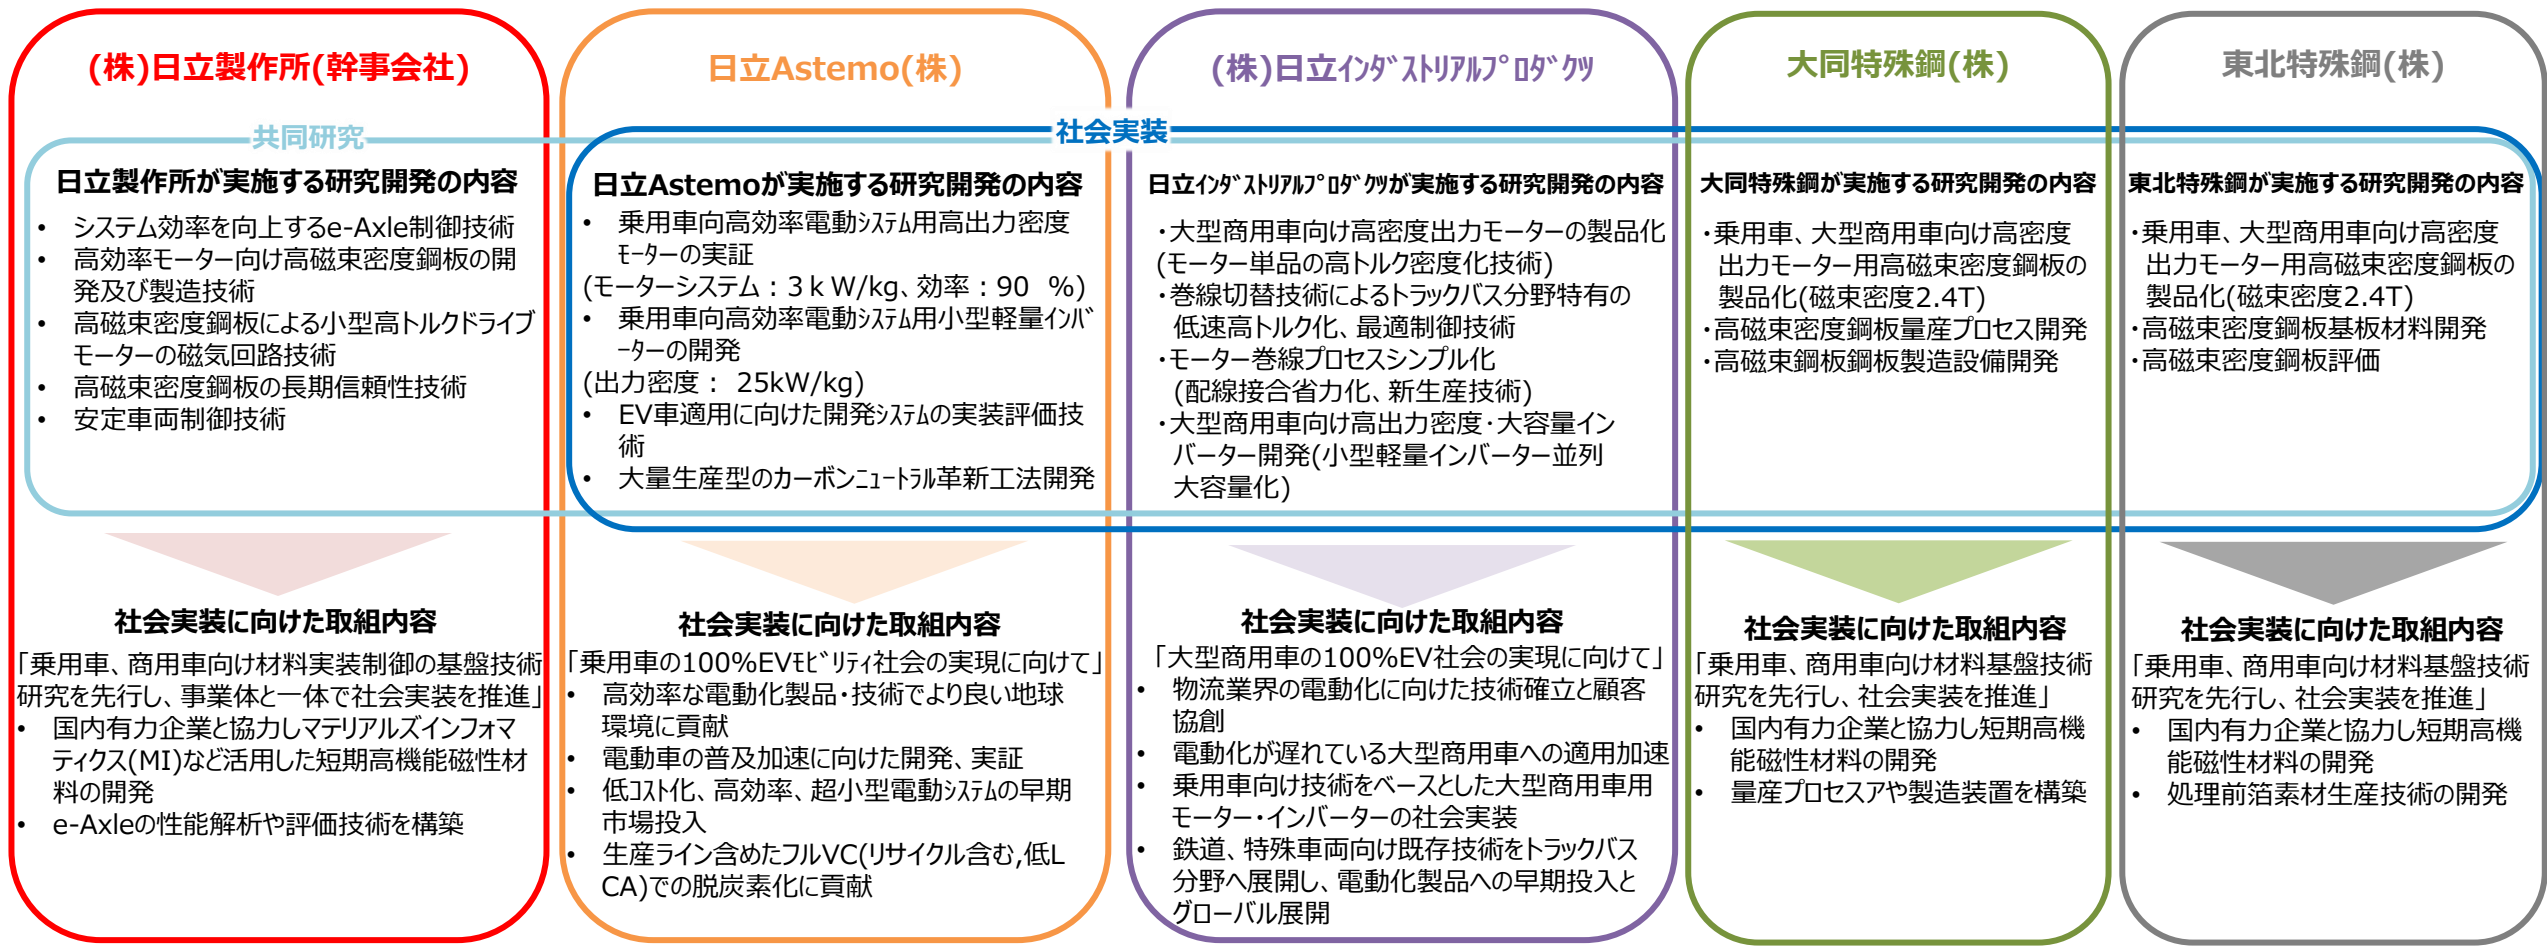 (株)日立製作所(幹事会社)
共同研究
日立製作所が実施する研究開発の内容
• システム効率を向上するe-Axle制御技術
• 高効率モーター向け高磁束密度鋼板の開
発及び製造技術
• 高磁束密度鋼板による小型高トルクドライブ
モーターの磁気回路技術
• 高磁束密度鋼板の長期信頼性技術
• 安定車両制御技術
社会実装に向けた取組内容
「乗用車、商用車向け材料実装制御の基盤技術
研究を先行し、事業体と一体で社会実装を推進」
• 国内有力企業と協力しマテリアルズインフォマ
ティクス(MI)など活用した短期高機能磁性材
料の開発
• e-Axleの性能解析や評価技術を構築
日立Astemo(株)
社会実装
日立Astemoが実施する研究開発の内容
• 乗用車向高効率電動ｼｽﾃﾑ用高出力密度
ﾓｰﾀｰの実証
(モーターシステム：3ｋW/kg、効率：90 %)
• 乗用車向高効率電動ｼｽﾃﾑ用小型軽量ｲﾝﾊﾞ
ｰﾀｰの開発
(出力密度： 25kW/kg)
• EV車適用に向けた開発ｼｽﾃﾑの実装評価技
術
• 大量生産型のカーボンﾆｭｰﾄﾗﾙ革新工法開発
社会実装に向けた取組内容
「乗用車の100%EVﾓﾋﾞﾘﾃｨ社会の実現に向けて」
• 高効率な電動化製品・技術でより良い地球
環境に貢献
• 電動車の普及加速に向けた開発、実証
• 低ｺｽﾄ化、高効率、超小型電動ｼｽﾃﾑの早期
市場投入
• 生産ライン含めたフルVC(リサイクル含む,低L
CA)での脱炭素化に貢献
(株)日立ｲﾝﾀﾞｽﾄﾘｱﾙﾌﾟﾛﾀﾞｸﾂ
日立ｲﾝﾀﾞｽﾄﾘｱﾙﾌﾟﾛﾀﾞｸﾂが実施する研究開発の内容
・大型商用車向け高密度出力モーターの製品化
(モーター単品の高トルク密度化技術)
・巻線切替技術によるトラックバス分野特有の
低速高トルク化、最適制御技術
・モーター巻線プロセスシンプル化
(配線接合省力化、新生産技術)
・大型商用車向け高出力密度・大容量イン
バーター開発(小型軽量インバーター並列
大容量化)
社会実装に向けた取組内容
「大型商用車の100%EV社会の実現に向けて」
• 物流業界の電動化に向けた技術確立と顧客
協創
• 電動化が遅れている大型商用車への適用加速
• 乗用車向け技術をベースとした大型商用車用
モーター・インバーターの社会実装
• 鉄道、特殊車両向け既存技術をトラックバス
分野へ展開し、電動化製品への早期投入と
グローバル展開
大同特殊鋼(株)
大同特殊鋼が実施する研究開発の内容
・乗用車、大型商用車向け高密度
出力モーター用高磁束密度鋼板の
製品化(磁束密度2.4T)
・高磁束密度鋼板量産プロセス開発
・高磁束鋼板鋼板製造設備開発
社会実装に向けた取組内容
「乗用車、商用車向け材料基盤技術
研究を先行し、社会実装を推進」
• 国内有力企業と協力し短期高機
能磁性材料の開発
• 量産プロセスアや製造装置を構築
東北特殊鋼(株)
東北特殊鋼が実施する研究開発の内容
・乗用車、大型商用車向け高密度
出力モーター用高磁束密度鋼板の
製品化(磁束密度2.4T)
・高磁束密度鋼板基板材料開発
・高磁束密度鋼板評価
社会実装に向けた取組内容
「乗用車、商用車向け材料基盤技術
研究を先行し、社会実装を推進」
• 国内有力企業と協力し短期高機
能磁性材料の開発
• 処理前箔素材生産技術の開発